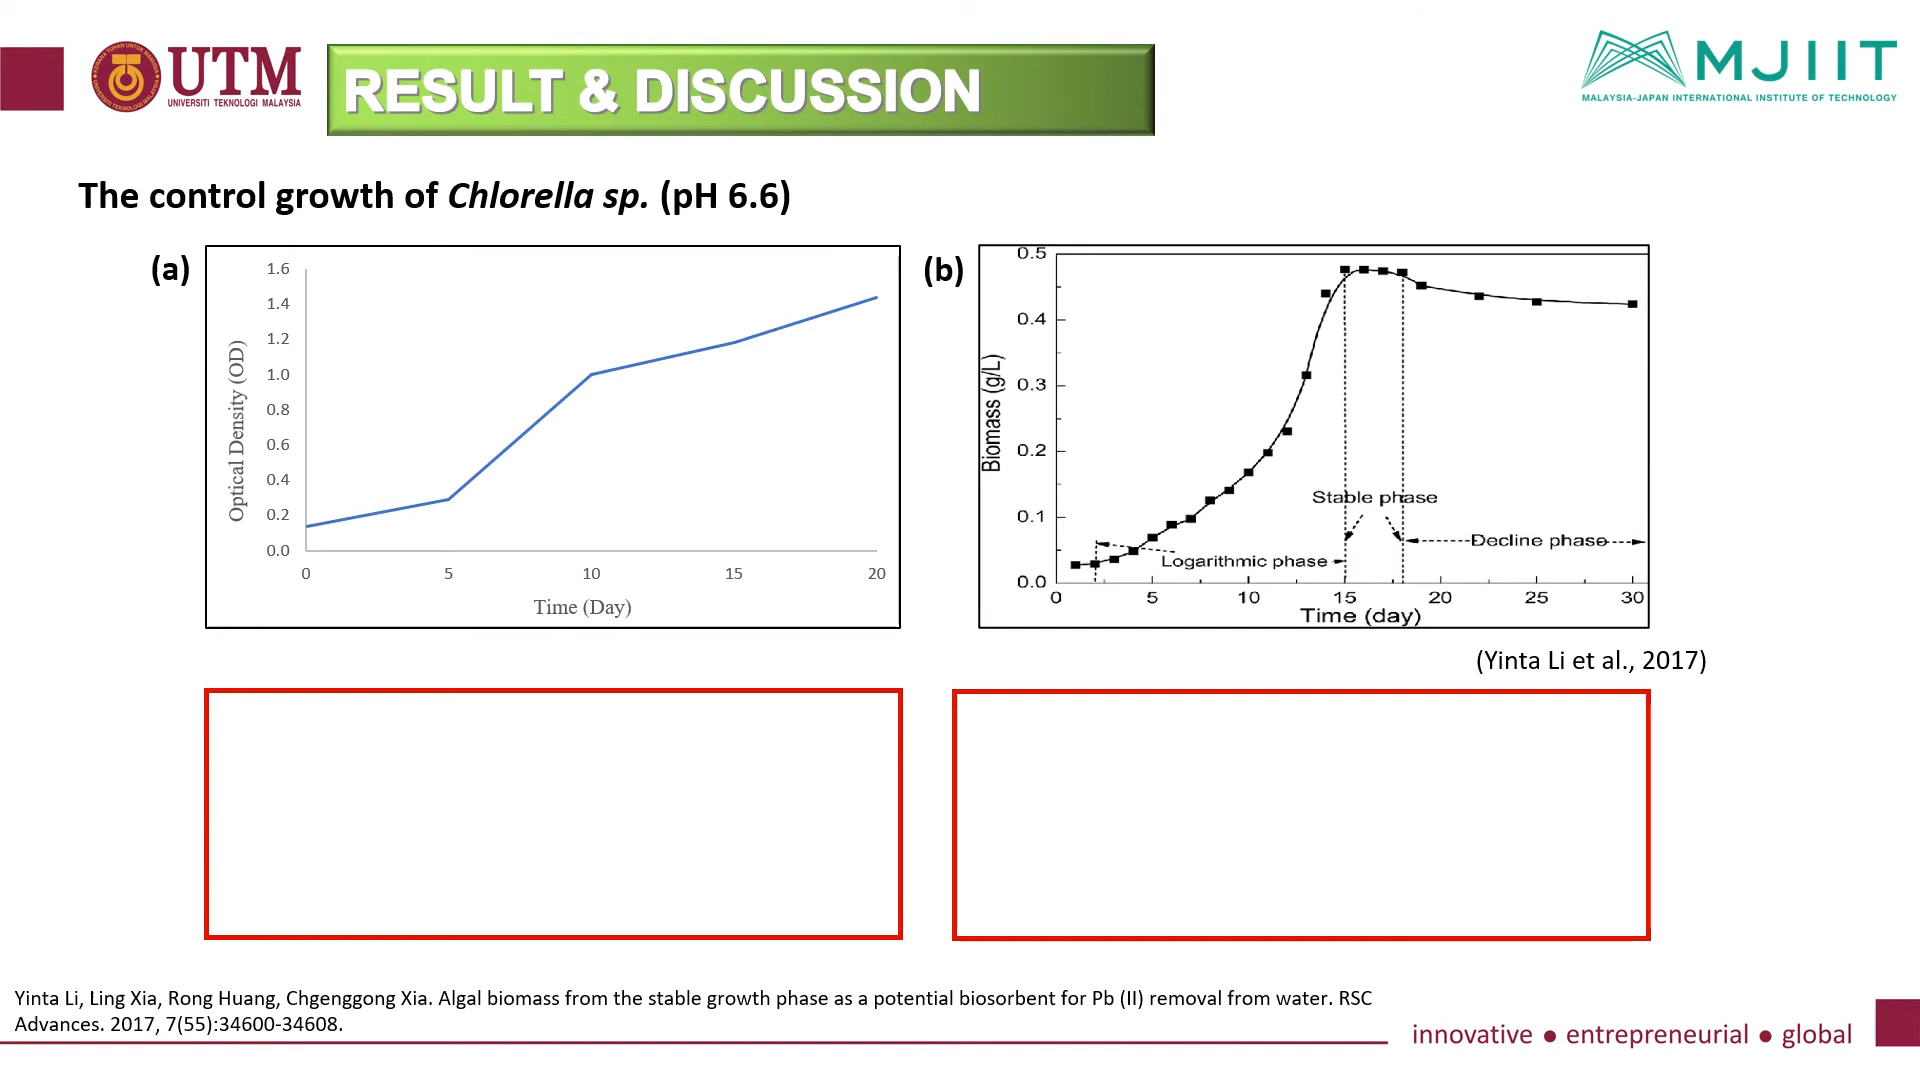 UTM
UNIVERSITI TEKNOLOGI MALAYSIA
RESULT & DISCUSSION
MJIIT
MALAYSIA-JAPAN INTERNATIONAL INSTITUTE OF TECHNOLOGY
The control growth of Chlorella sp. (pH 6.6)
(a)
1.6
1.4
1.2
1.0
0.8
0.6
0.4
0.2
0.0
Optical Density (OD)
0 5 10 15 20
Time (Day)
(b)
0.5
0.4
0.3
0.2
0.1
0.0
Biomass (g/L)
Stable phase
Decline phase
Logarithmic phase
0 5 10 15 20 25 30
Time (day)
(Yinta Li et al., 2017)
Yinta Li, Ling Xia, Rong Huang, Chgenggong Xia. Algal biomass from the stable growth phase as a potential biosorbent for Pb (II) removal from water. RSC
Advances. 2017, 7(55):34600-34608.
innovative ● entrepreneurial ● global